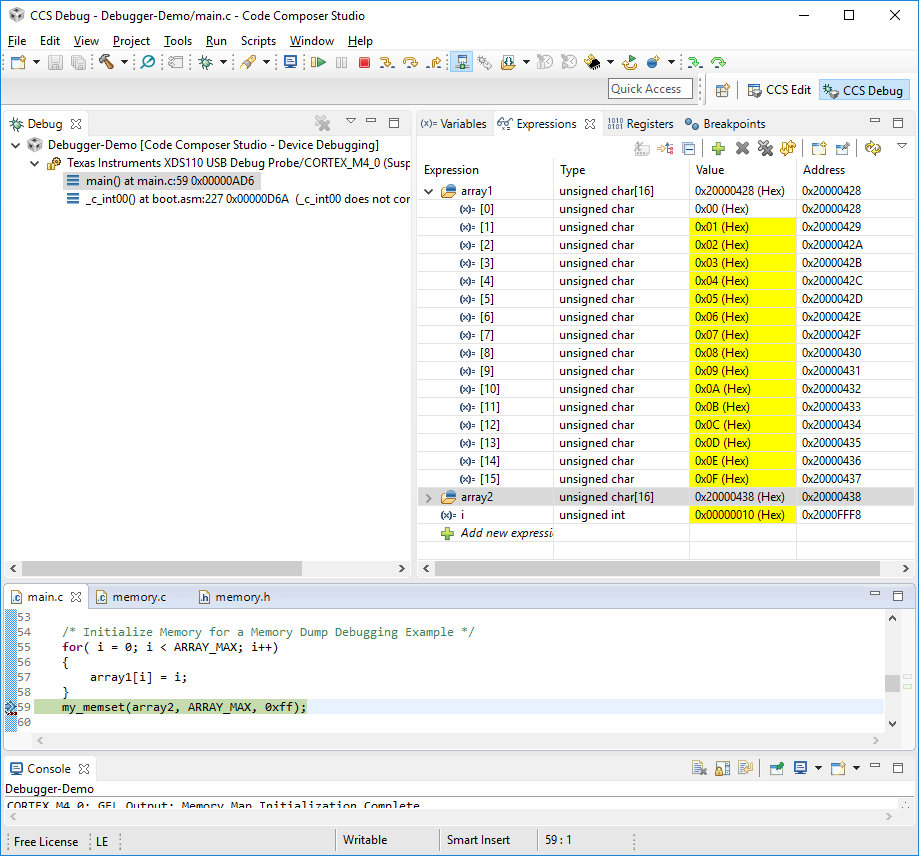 CCS Debug - Debugger-Demo/main.c - Code Composer Studio
File Edit View Project Tools Run Scripts Window Help
Quick Access CCS Edit CCS Debug
Debug
Debugger-Demo [Code Composer Studio - Device Debugging]
Texas Instruments XDS110 USB Debug Probe/CORTEX_M4_0 (Susp
main() at main.c:59 0x00000AD6
_c_int00() at boot.asm:227 0x00000D6A (_c_int00 does not cor
(x)= Variables Expressions 1010 0101 Registers Breakpoints
Expression Type Value Address
array1 unsigned char[16] 0x20000428 (Hex) 0x20000428
(x)= [0] unsigned char 0x00 (Hex) 0x20000428
(x)= [1] unsigned char 0x01 (Hex) 0x20000429
(x)= [2] unsigned char 0x02 (Hex) 0x2000042A
(x)= [3] unsigned char 0x03 (Hex) 0x2000042B
(x)= [4] unsigned char 0x04 (Hex) 0x2000042C
(x)= [5] unsigned char 0x05 (Hex) 0x2000042D
(x)= [6] unsigned char 0x06 (Hex) 0x2000042E
(x)= [7] unsigned char 0x07 (Hex) 0x2000042F
(x)= [8] unsigned char 0x08 (Hex) 0x20000430
(x)= [9] unsigned char 0x09 (Hex) 0x20000431
(x)= [10] unsigned char 0x0A (Hex) 0x20000432
(x)= [11] unsigned char 0x0B (Hex) 0x20000433
(x)= [12] unsigned char 0x0C (Hex) 0x20000434
(x)= [13] unsigned char 0x0D (Hex) 0x20000435
(x)= [14] unsigned char 0x0E (Hex) 0x20000436
(x)= [15] unsigned char 0x0F (Hex) 0x20000437
array2 unsigned char[16] 0x20000438 (Hex) 0x20000438
(x)= i unsigned int 0x00000010 (Hex) 0x2000FFF8
Add new expressi
main.c memory.c memory.h
53
54 /* Initialize Memory for a Memory Dump Debugging Example */
55 for( i = 0; i < ARRAY_MAX; i++)
56 {
57 array1[i] = i;
58 }
59 my_memset(array2, ARRAY_MAX, 0xff);
60
Console
Debugger-Demo
CORTEX_M4_0: GEL Output: Memory Map Initialization Complete
Free License LE Writable Smart Insert 59 : 1